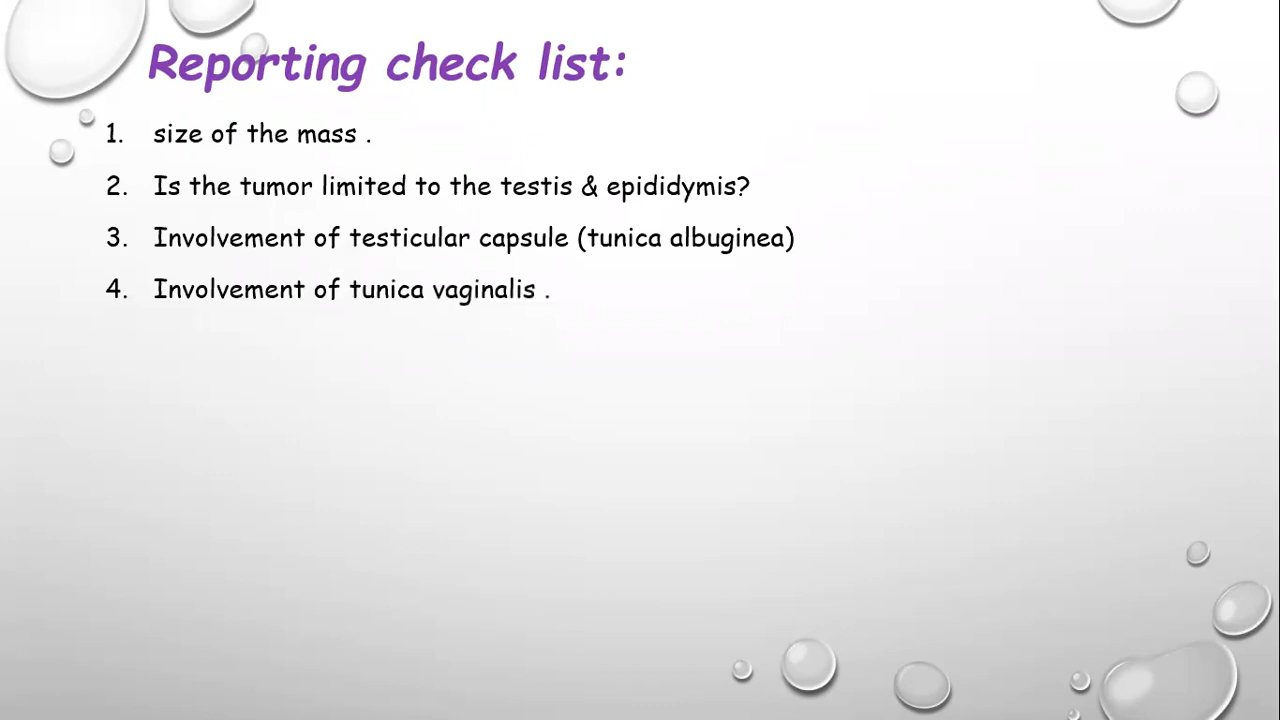 Reporting check list:
1. size of the mass .
2. Is the tumor limited to the testis & epididymis?
3. Involvement of testicular capsule (tunica albuginea)
4. Involvement of tunica vaginalis .